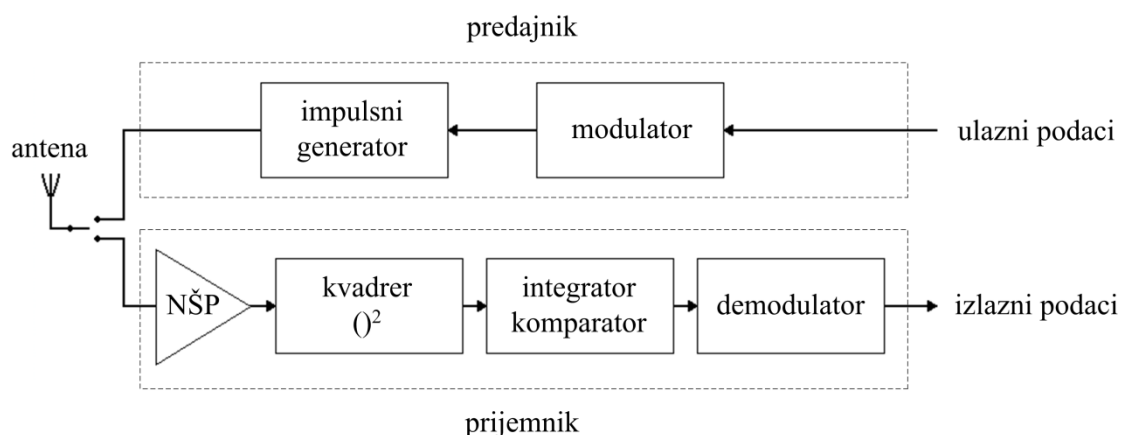 predajnik
impulsni
generator
modulator
ulazni podaci
antena
NŠP
kvadrer
()²
integrator
komparator
demodulator
izlazni podaci
prijemnik